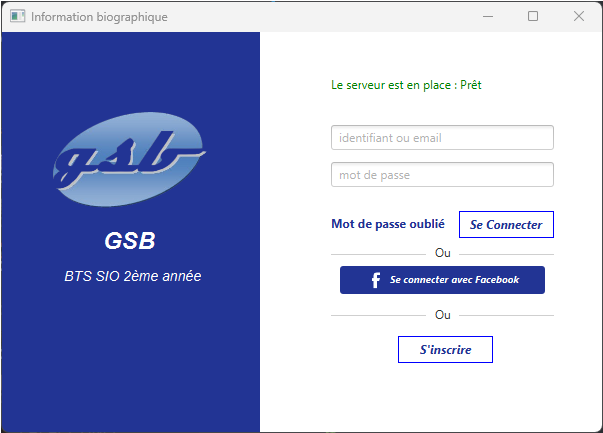 Information biographique
gsb
GSB
BTS SIO 2ème année
Le serveur est en place : Prêt
identifiant ou email
mot de passe
Mot de passe oublié
Se Connecter
Ou
Se connecter avec Facebook
Ou
S'inscrire